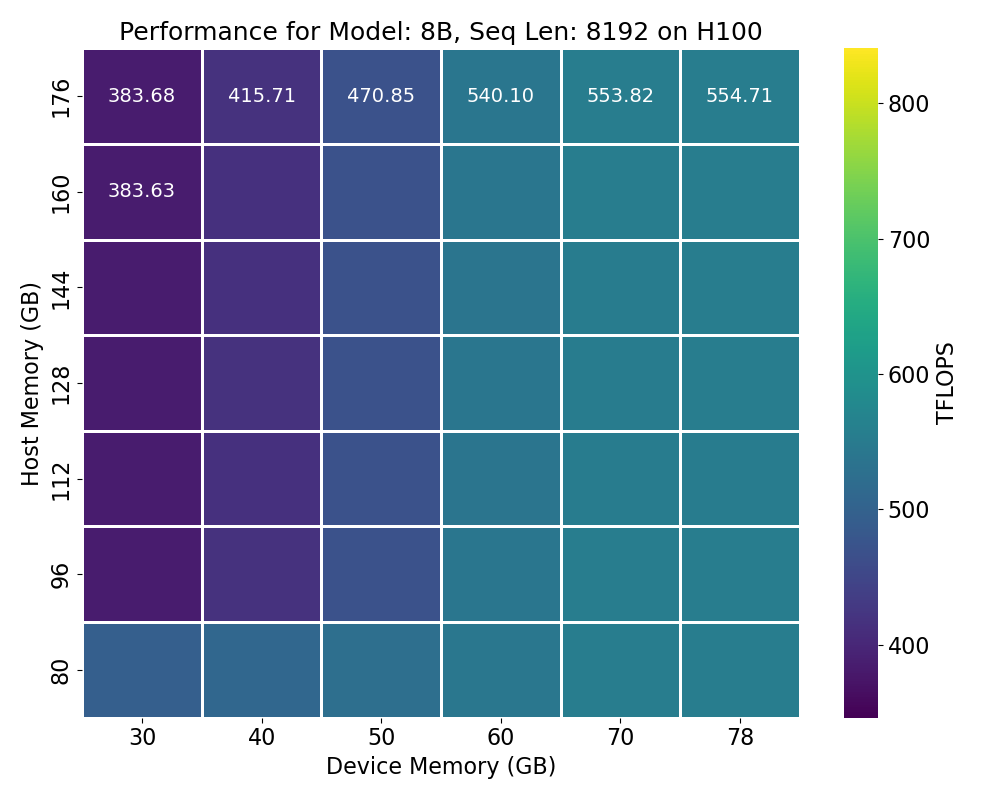 Performance for Model: 8B, Seq Len: 8192 on H100
176
383.68 415.71 470.85 540.10 553.82 554.71
160
383.63
144
128
112
96
80
Host Memory (GB)
30 40 50 60 70 78
Device Memory (GB)
800
700
600
500
400
TFLOPS